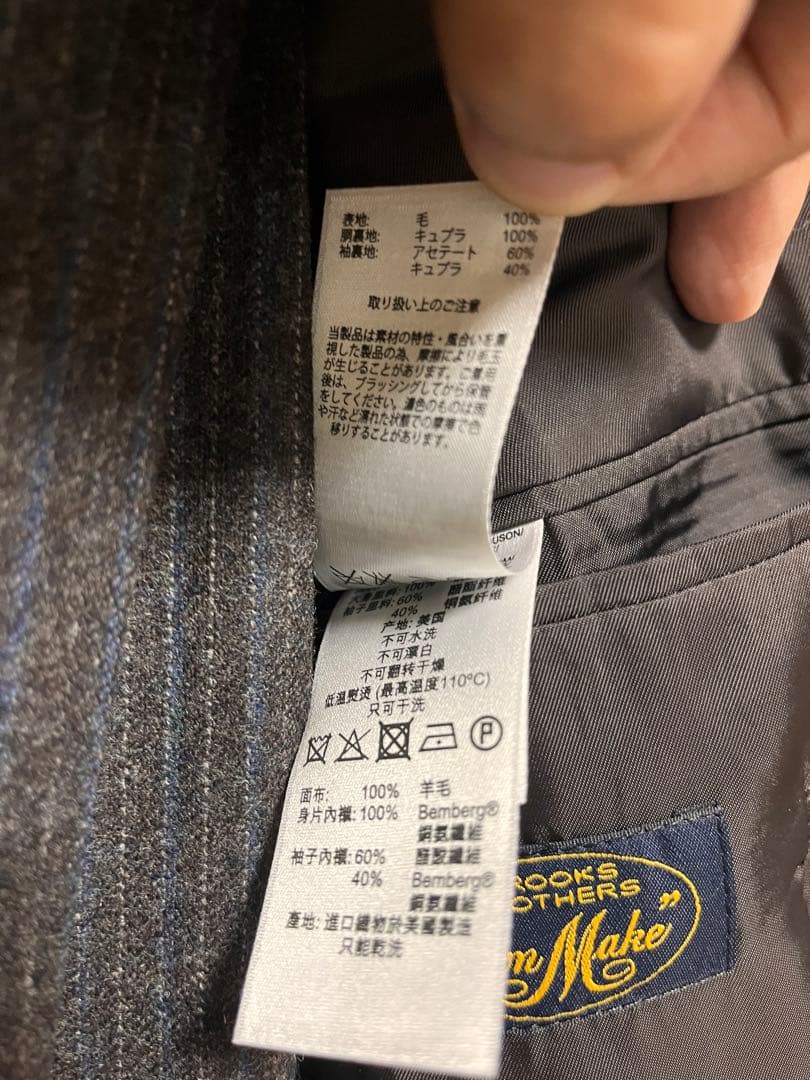 表地: 毛 100%
胴裏地: キュプラ 100%
袖裏地: アセテート 60%
キュプラ 40%
取り扱い上のご注意
当製品は素材の特性・風合いを重
視した製品の為、摩擦により毛玉
が生じることがあります。ご着用
後は、ブラッシングしてから保管
をしてください。濃色のものは雨
や汗など濡れた状態での摩擦で色
移りすることがあります。
USON/
大身里料: 100%
袖子里料: 60% 醋酯纤维
40% 铜氨纤维
产地: 美国
不可水洗
不可漂白
不可翻转干燥
低温熨烫 (最高温度110ºC)
只可干洗
P
面布: 100% 羊毛
身片內襯: 100% Bemberg®
銅氨纖維
袖子內襯: 60% 醋酸纖維
40% Bemberg®
銅氨纖維
產地: 進口織物於美國製造
只能乾洗
ROOKS
OTHERS
m Make"